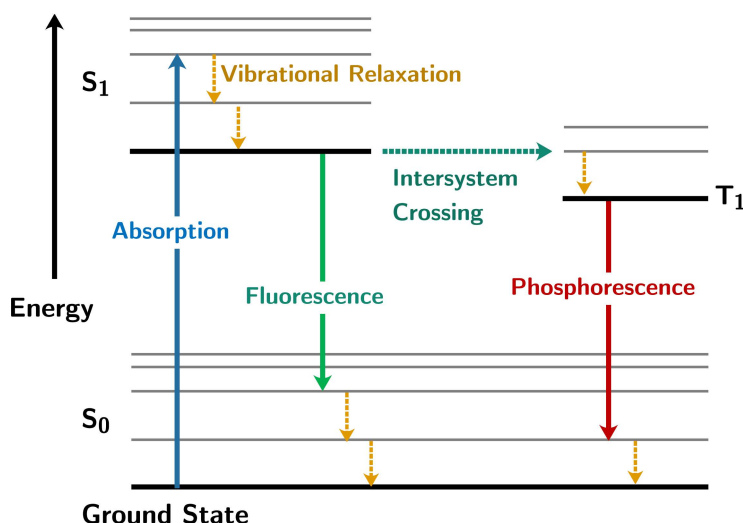 S₁
Vibrational Relaxation
Intersystem
Crossing
T₁
Absorption
Fluorescence
Phosphorescence
Energy
S₀
Ground State